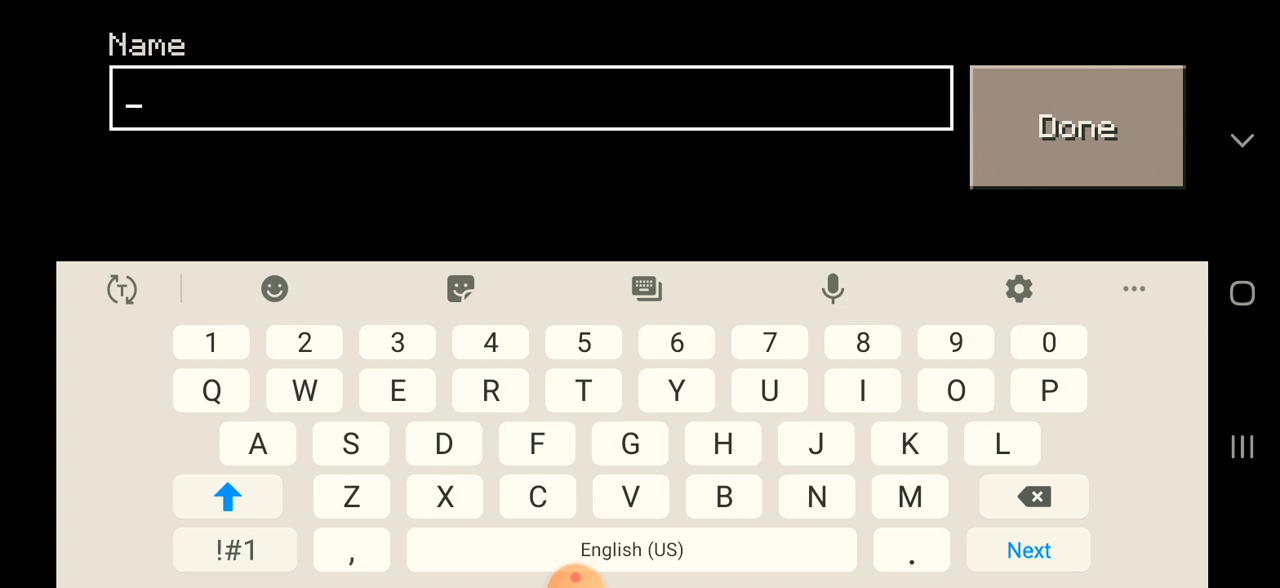 Name
_
Done
1 2 3 4 5 6 7 8 9 0
Q W E R T Y U I O P
A S D F G H J K L
Z X C V B N M
!#1 , English (US) . Next